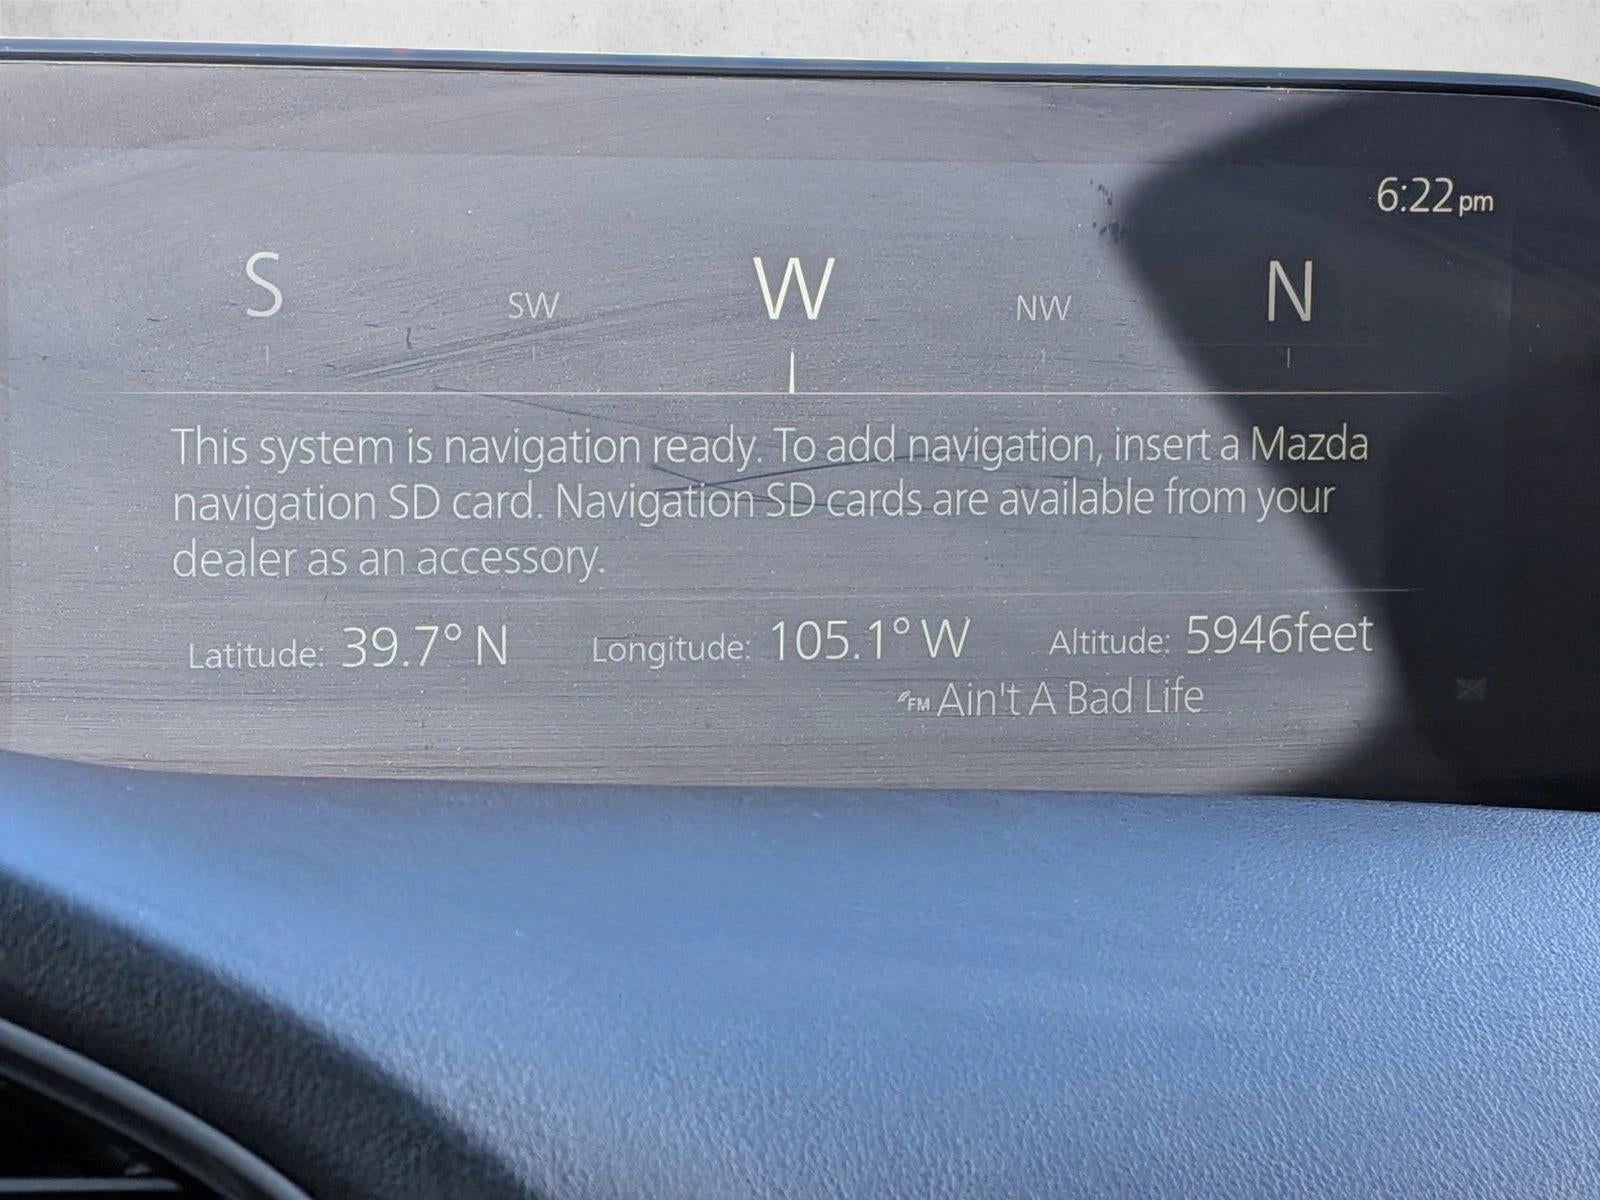 6:22 pm
S SW W NW N
This system is navigation ready. To add navigation, insert a Mazda
navigation SD card. Navigation SD cards are available from your
dealer as an accessory.
Latitude: 39.7° N Longitude: 105.1° W Altitude: 5946feet
FM Ain't A Bad Life